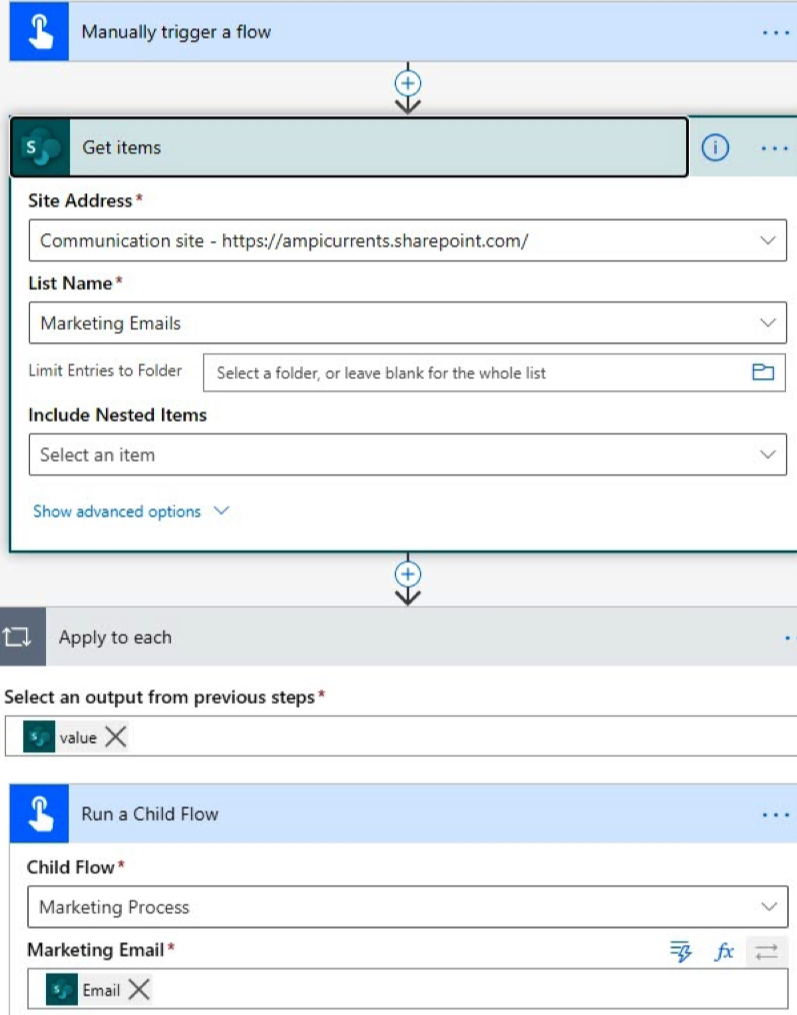 Manually trigger a flow
Get items
Site Address*
Communication site - https://ampicurrents.sharepoint.com/
List Name*
Marketing Emails
Limit Entries to Folder Select a folder, or leave blank for the whole list
Include Nested Items
Select an item
Show advanced options
Apply to each
Select an output from previous steps*
value
Run a Child Flow
Child Flow*
Marketing Process
Marketing Email*
fx
Email